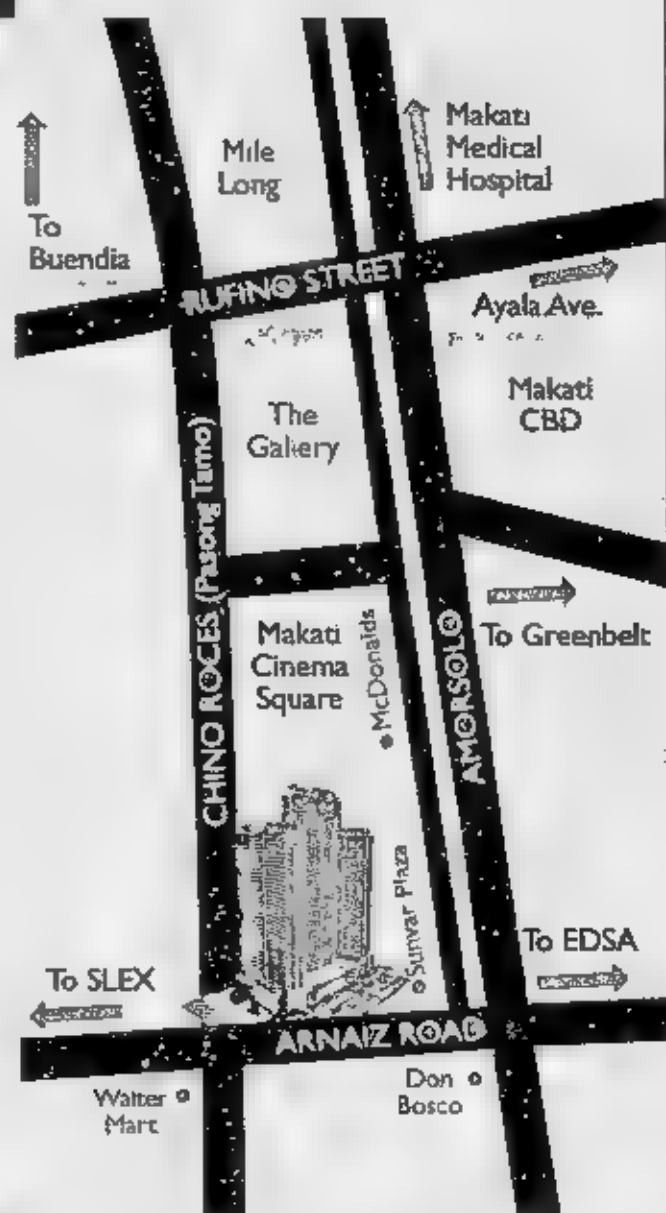 Makati
Medical
Hospital
Mile
Long
To
Buendia
RUFINO STREET
Ayala Ave.
Makati
CBD
The
Gallery
CHINO ROCES (Pasong Tamo)
To Greenbelt
Makati
Cinema
Square
McDonalds
AMORSOLO
Sunvar Plaza
To EDSA
To SLEX
ARNAIZ ROAD
Walter
Mart
Don
Bosco